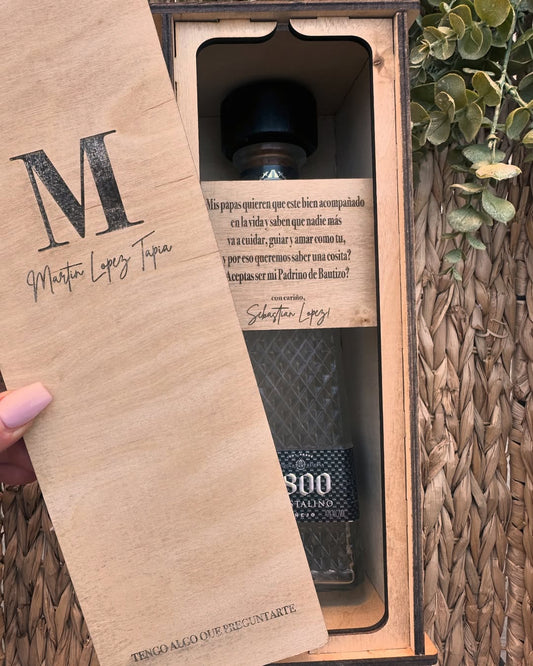 M
Martin Lopez Tapia
TENGO ALGO QUE PREGUNTARTE
Mis papas quieren que este bien acompañado
en la vida y saben que nadie más
va a cuidar, guiar y amar como tu,
y por eso queremos saber una cosita?
Aceptas ser mi Padrino de Bautizo?
con cariño,
Sebastian Lopez!
800
TALINO